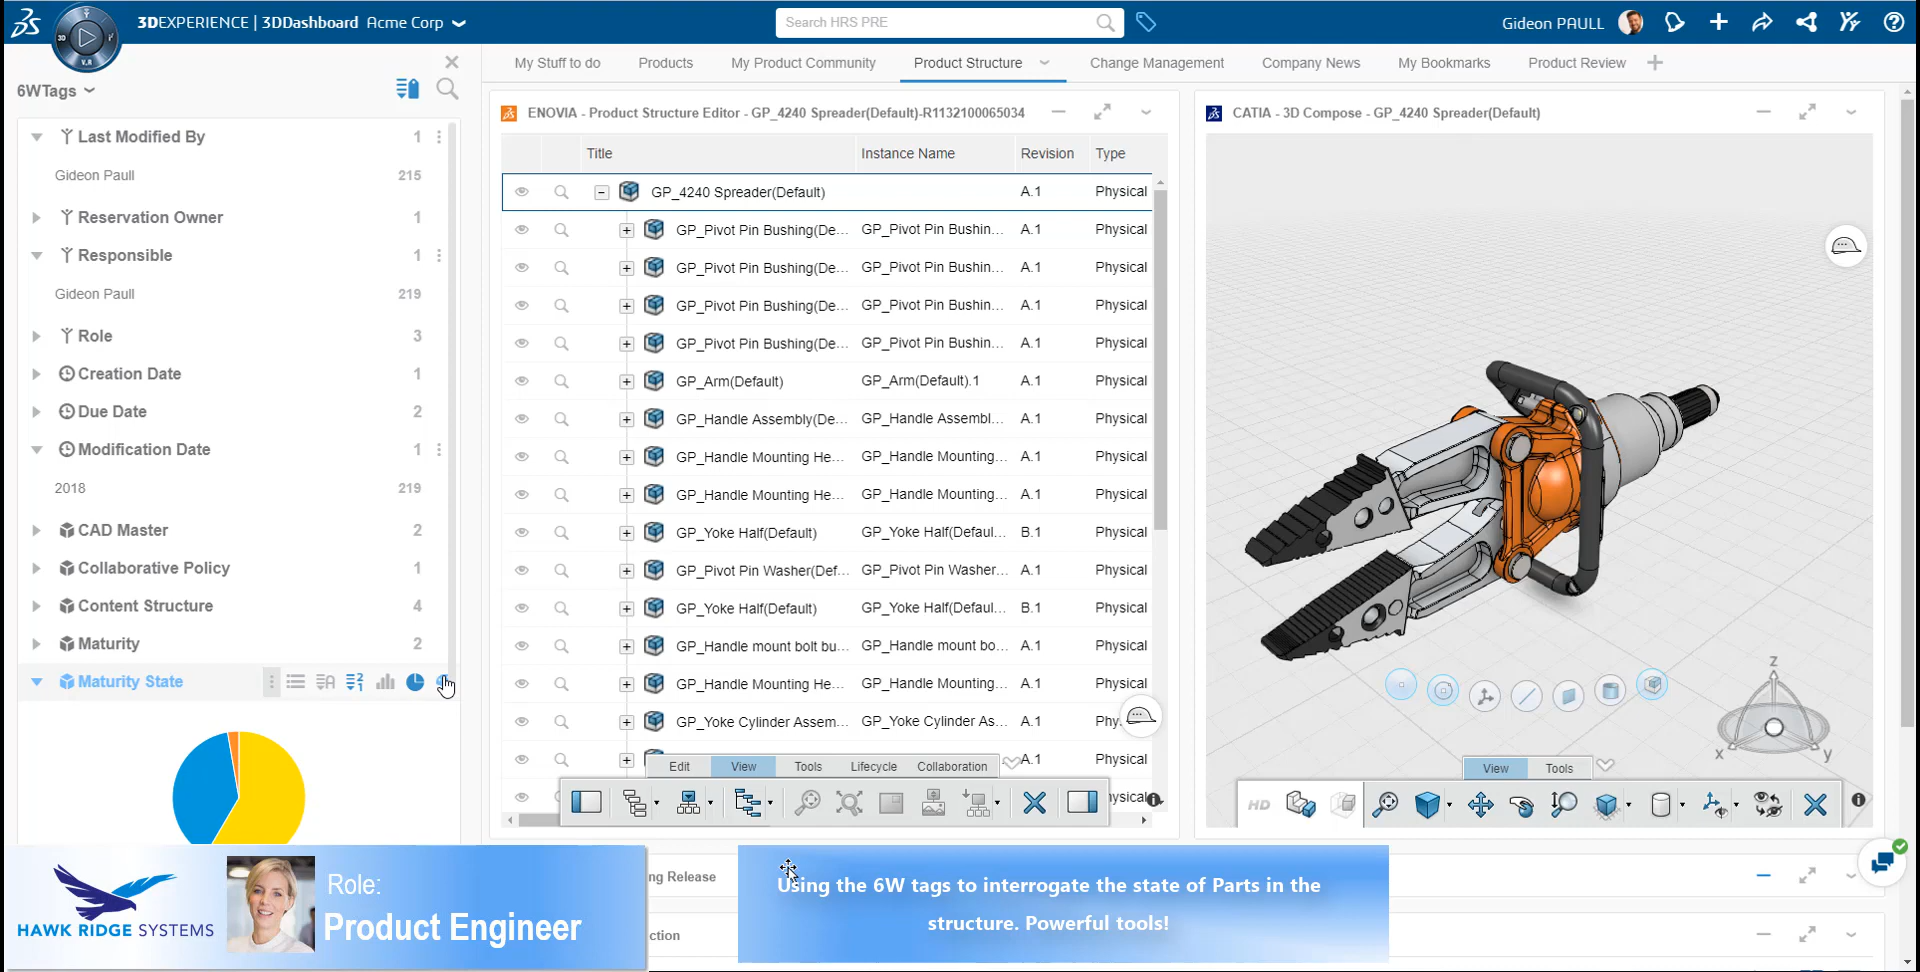 3DEXPERIENCE | 3DDashboard Acme Corp
Search HRS PRE
Gideon PAULL
3D
V.R
6WTags
My Stuff to do
Products
My Product Community
Product Structure
Change Management
Company News
My Bookmarks
Product Review
Last Modified By 1
Gideon Paull 215
Reservation Owner 1
Responsible 1
Gideon Paull 219
Role 3
Creation Date 1
Due Date 2
Modification Date 1
2018 219
CAD Master 2
Collaborative Policy 1
Content Structure 4
Maturity 2
Maturity State
ENOVIA - Product Structure Editor - GP_4240 Spreader(Default)-R1132100065034
Title Instance Name Revision Type
GP_4240 Spreader(Default) A.1 Physical
GP_Pivot Pin Bushing(De... GP_Pivot Pin Bushin... A.1 Physical
GP_Pivot Pin Bushing(De... GP_Pivot Pin Bushin... A.1 Physical
GP_Pivot Pin Bushing(De... GP_Pivot Pin Bushin... A.1 Physical
GP_Pivot Pin Bushing(De... GP_Pivot Pin Bushin... A.1 Physical
GP_Arm(Default) GP_Arm(Default).1 A.1 Physical
GP_Handle Assembly(De... GP_Handle Assembl... A.1 Physical
GP_Handle Mounting He... GP_Handle Mounting... A.1 Physical
GP_Handle Mounting He... GP_Handle Mounting... A.1 Physical
GP_Yoke Half(Default) GP_Yoke Half(Defaul... B.1 Physical
GP_Pivot Pin Washer(Def... GP_Pivot Pin Washer... A.1 Physical
GP_Yoke Half(Default) GP_Yoke Half(Defaul... B.1 Physical
GP_Handle mount bolt bu... GP_Handle mount bo... A.1 Physical
GP_Handle Mounting He... GP_Handle Mounting... A.1 Physical
GP_Yoke Cylinder Assem... GP_Yoke Cylinder As... A.1 Phy
A.1 Physical
ysical
Edit View Tools Lifecycle Collaboration
CATIA - 3D Compose - GP_4240 Spreader(Default)
z
x
y
View Tools
HD
ng Release
ction
HAWK RIDGE SYSTEMS
Role:
Product Engineer
Using the 6W tags to interrogate the state of Parts in the
structure. Powerful tools!